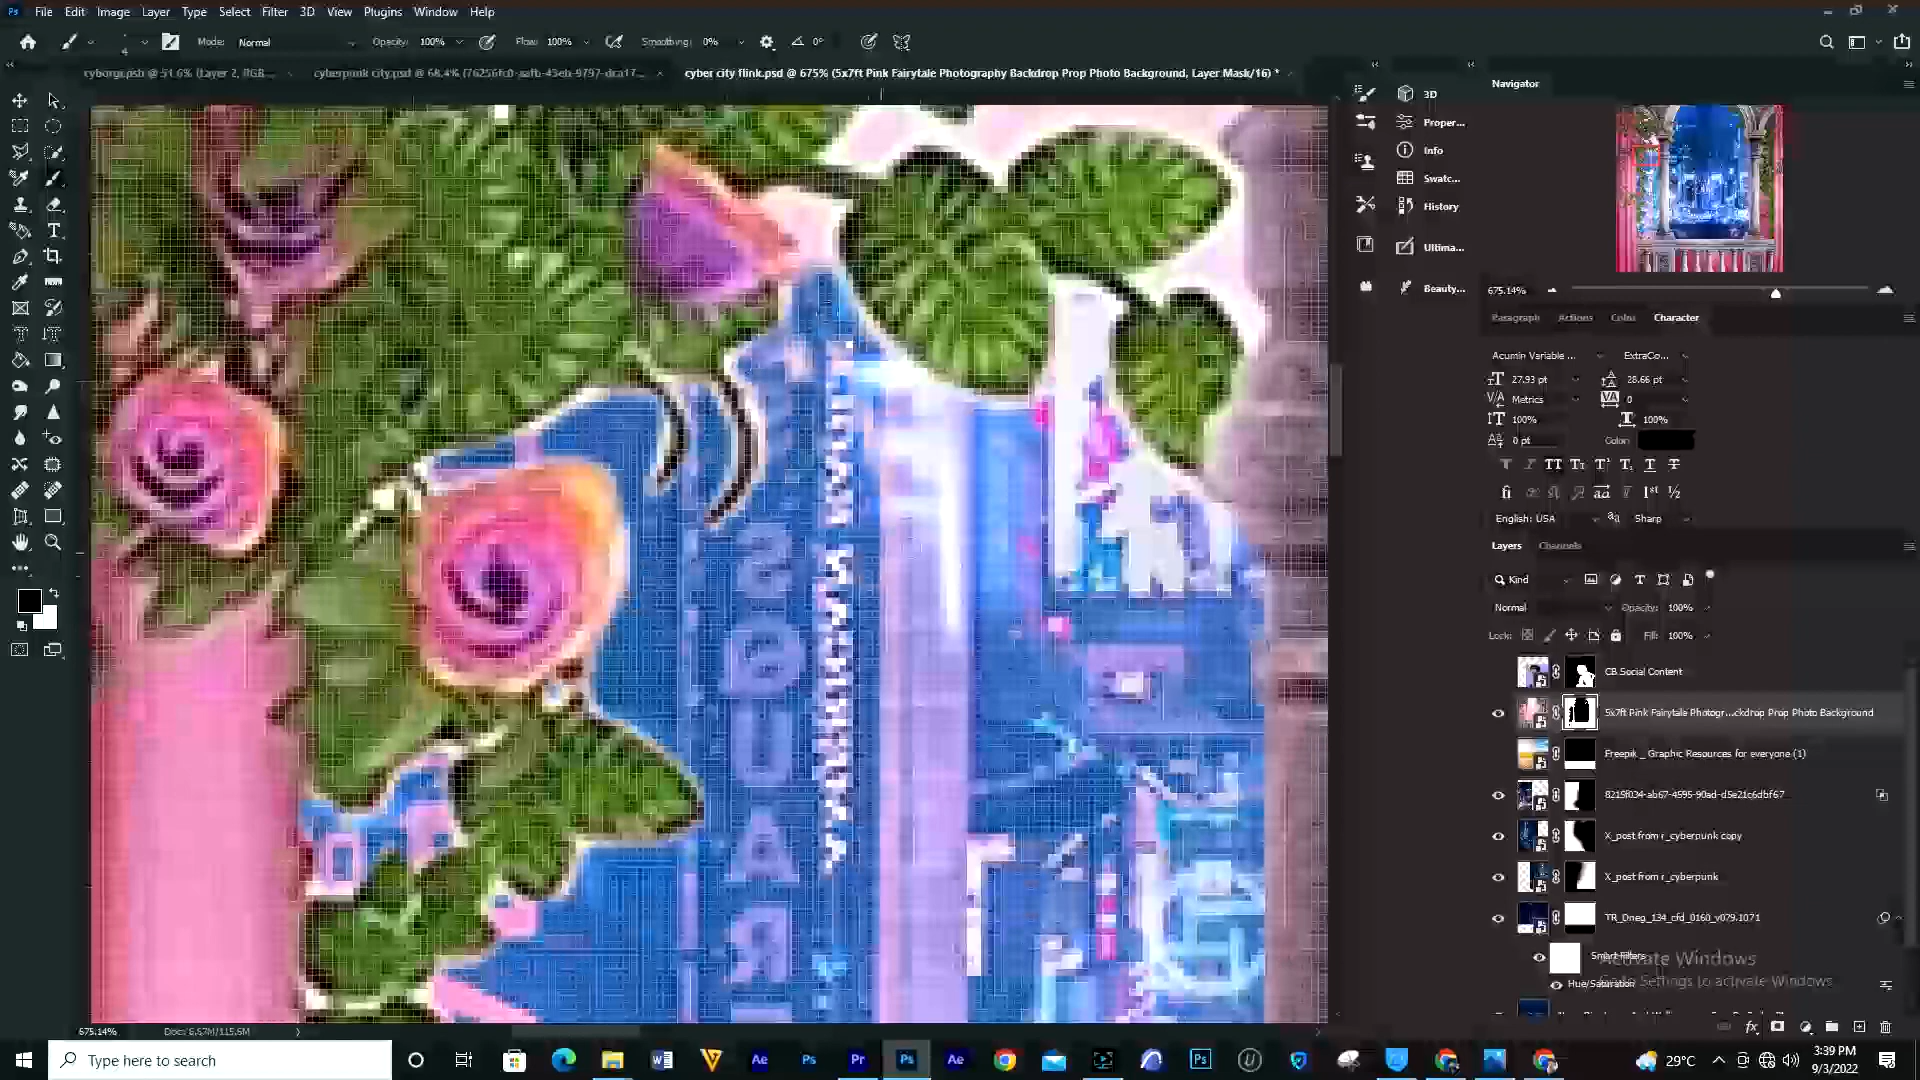 File Edit Image Layer Type Select Filter 3D View Plugins Window Help
Mode: Normal Opacity: 100% Flow: 100% Smoothing: 0% 0°
cyber city flink.psd @ 675% (5x7ft Pink Fairytale Photography Backdrop Prop Photo Background, Layer Mask/16) *
3D
Proper...
Info
Swatc...
History
Ultima...
Beauty...
Navigator
675.14%
Paragraph Actions Color Character
Acumin Variable ... ExtraCo...
27.93 pt 28.66 pt
Metrics 0
100% 100%
0 pt Color:
English: USA Sharp
Layers Channels
Kind
Normal Opacity: 100%
Lock: Fill: 100%
CB Social Content
5x7ft Pink Fairytale Photogr...ckdrop Prop Photo Background
Freepik _ Graphic Resources for everyone (1)
8219f034-ab67-4595-90ad-d5e21c6dbf67...
X_post from r_cyberpunk copy
X_post from r_cyberpunk
TR_Dneg_134_cfd_0160_v029.1071
Smart Filters
Activate Windows
Hue/Saturation
Go to Settings to activate Windows
675.14%
Type here to search
29°C
3:39 PM
9/3/2022